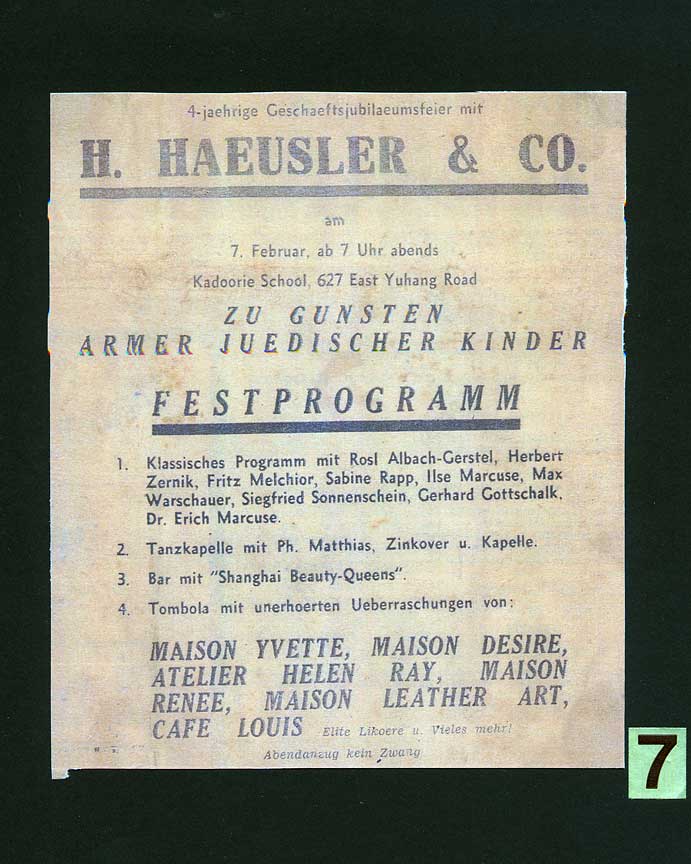 4-jaehrige Geschaeftsjubilaeumsfeier mit
H. HAEUSLER & CO.
am
7. Februar, ab 7 Uhr abends
Kadoorie School, 627 East Yuhang Road
ZU GUNSTEN
ARMER JUEDISCHER KINDER
FESTPROGRAMM
1. Klassisches Programm mit Rosl Albach-Gerstel, Herbert
Zernik, Fritz Melchior, Sabine Rapp, Ilse Marcuse, Max
Warschauer, Siegfried Sonnenschein, Gerhard Gottschalk,
Dr. Erich Marcuse.
2. Tanzkapelle mit Ph. Matthias, Zinkover u. Kapelle.
3. Bar mit "Shanghai Beauty-Queens".
4. Tombola mit unerhoerten Ueberraschungen von:
MAISON YVETTE, MAISON DESIRE,
ATELIER HELEN RAY, MAISON
RENEE, MAISON LEATHER ART,
CAFE LOUIS Elite Likoere u. Vieles mehr!
Abendanzug kein Zwang
7